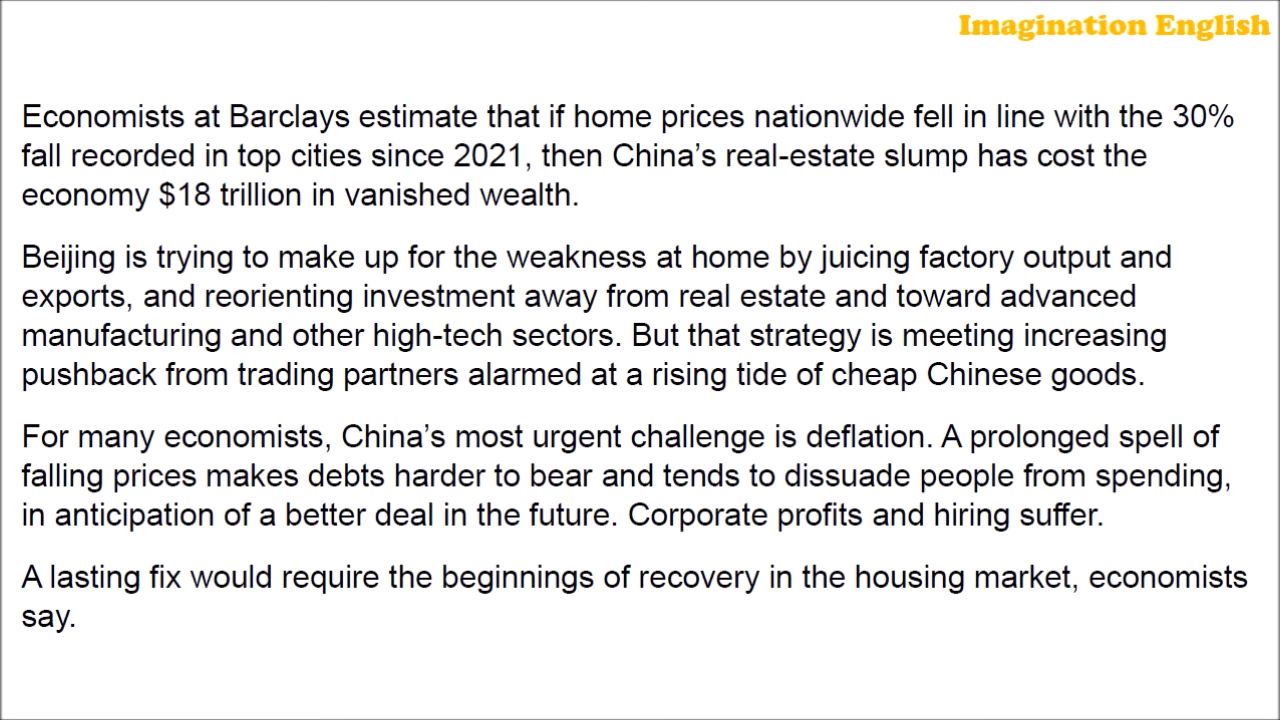 Imagination English
Economists at Barclays estimate that if home prices nationwide fell in line with the 30%
fall recorded in top cities since 2021, then China’s real-estate slump has cost the
economy $18 trillion in vanished wealth.
Beijing is trying to make up for the weakness at home by juicing factory output and
exports, and reorienting investment away from real estate and toward advanced
manufacturing and other high-tech sectors. But that strategy is meeting increasing
pushback from trading partners alarmed at a rising tide of cheap Chinese goods.
For many economists, China’s most urgent challenge is deflation. A prolonged spell of
falling prices makes debts harder to bear and tends to dissuade people from spending,
in anticipation of a better deal in the future. Corporate profits and hiring suffer.
A lasting fix would require the beginnings of recovery in the housing market, economists
say.